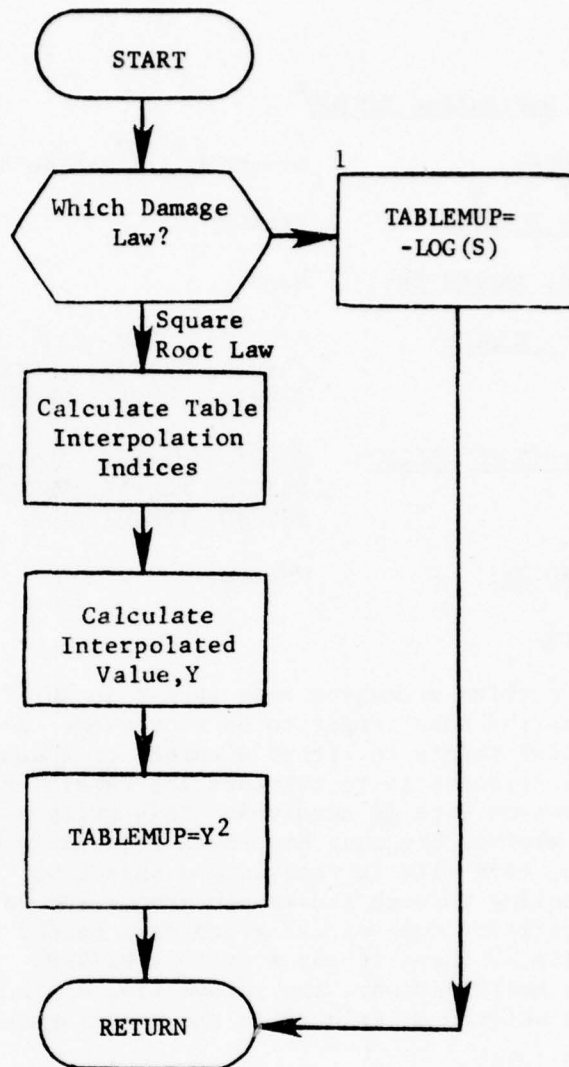 START
Which Damage
Law?
1
TABLEMUP=
-LOG(S)
Square
Root Law
Calculate Table
Interpolation
Indices
Calculate
Interpolated
Value,Y
TABLEMUP=Y²
RETURN